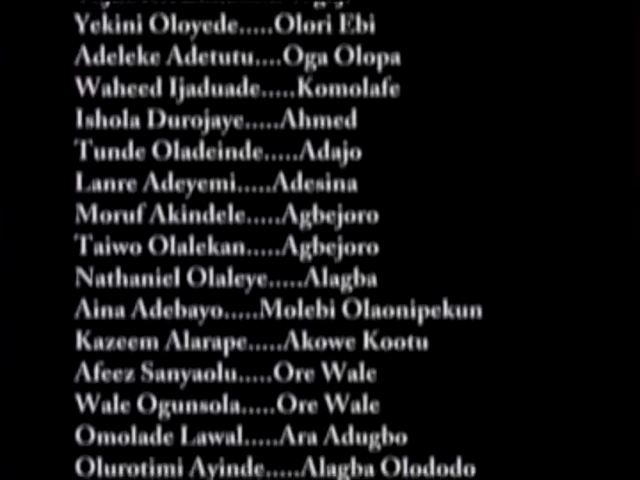 Yekini Oloyede.....Olori Ebi
Adeleke Adetutu....Oga Olopa
Waheed Ijaduade.....Komolafe
Ishola Durojaye.....Ahmed
Tunde Oladeinde.....Adajo
Lanre Adeyemi.....Adesina
Moruf Akindele.....Agbejoro
Taiwo Olalekan.....Agbejoro
Nathaniel Olaleye.....Alagba
Aina Adebayo.....Molebi Olaonipekun
Kazeem Alarape.....Akowe Kootu
Afeez Sanyaolu.....Ore Wale
Wale Ogunsola.....Ore Wale
Omolade Lawal.....Ara Adugbo
Olurotimi Ayinde.....Alagba Olododo